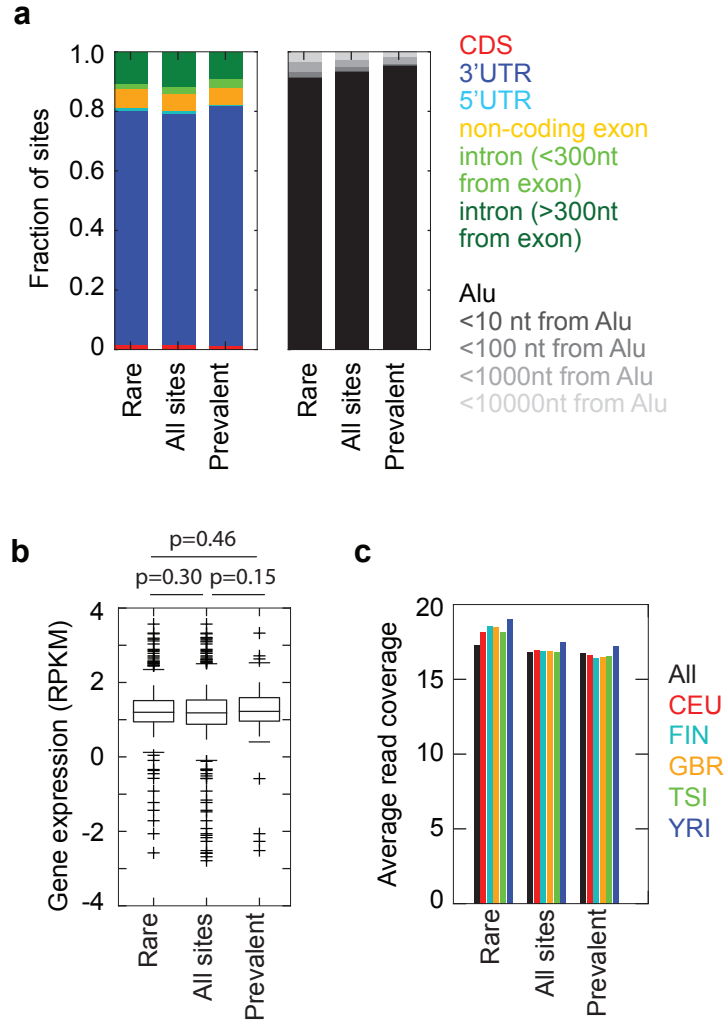 a
Fraction of sites
1.0
0.8
0.6
0.4
0.2
0
Rare
All sites
Prevalent
Rare
All sites
Prevalent
CDS
3'UTR
5'UTR
non-coding exon
intron (<300nt
from exon)
intron (>300nt
from exon)
Alu
<10 nt from Alu
<100 nt from Alu
<1000nt from Alu
<10000nt from Alu
b
p=0.46
p=0.30 p=0.15
Gene expression (RPKM)
4
2
1
0
-2
-4
Rare
All sites
Prevalent
c
Average read coverage
20
15
10
5
0
Rare
All sites
Prevalent
All
CEU
FIN
GBR
TSI
YRI